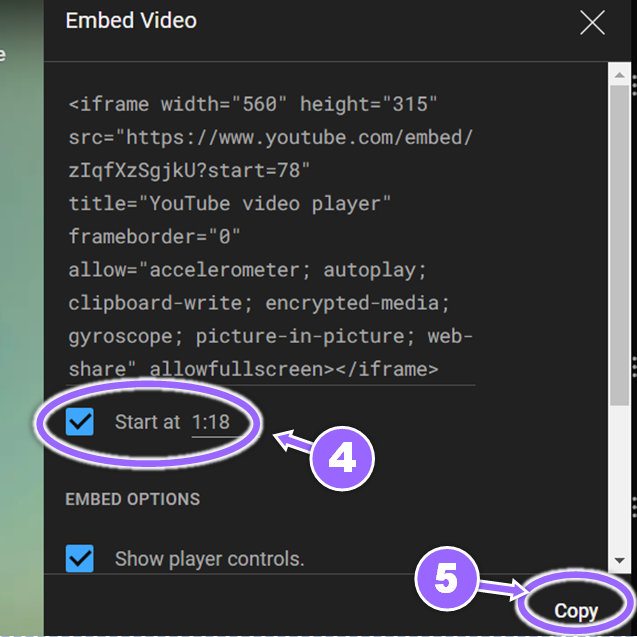 Embed Video
e
<iframe width="560" height="315"
src="https://www.youtube.com/embed/
zIqfXzSgjkU?start=78"
title="YouTube video player"
frameborder="0"
allow="accelerometer; autoplay;
clipboard-write; encrypted-media;
gyroscope; picture-in-picture; web-
share" allowfullscreen></iframe>
Start at 1:18
4
EMBED OPTIONS
Show player controls.
5
Copy